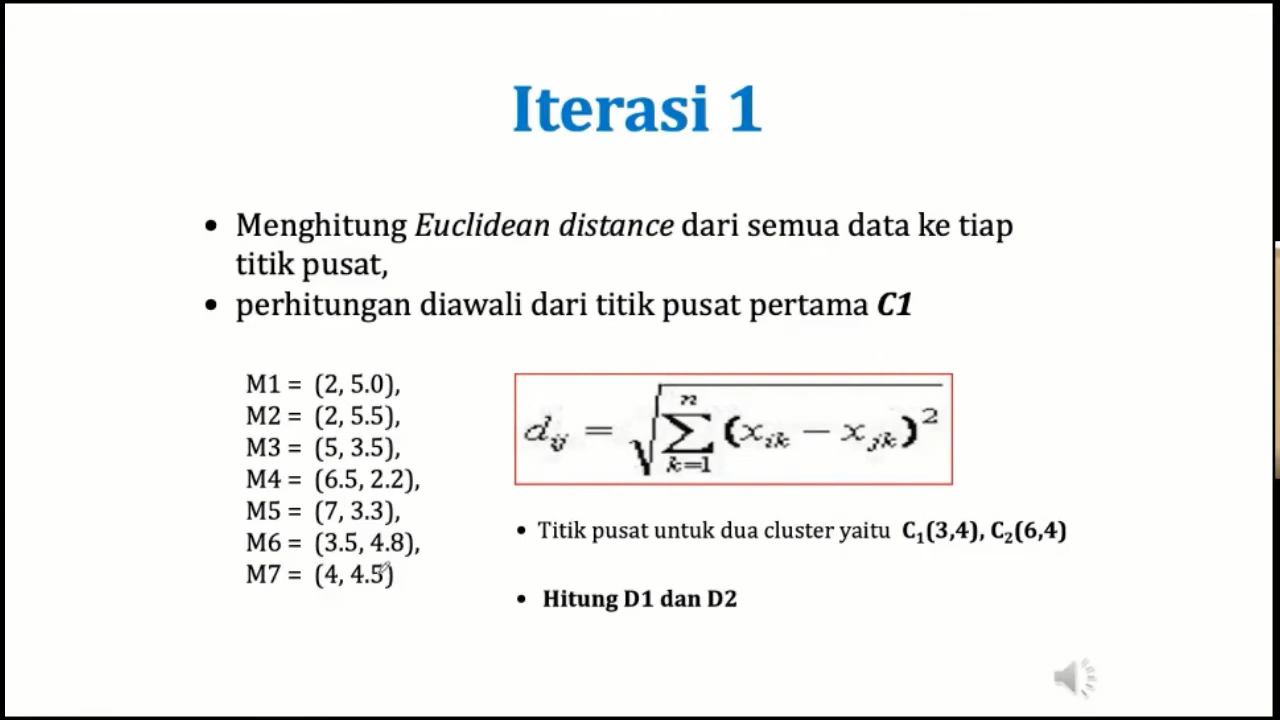 Iterasi 1
• Menghitung Euclidean distance dari semua data ke tiap
titik pusat,
• perhitungan diawali dari titik pusat pertama C1
M1 = (2, 5.0),
M2 = (2, 5.5),
M3 = (5, 3.5),
M4 = (6.5, 2.2),
M5 = (7, 3.3),
M6 = (3.5, 4.8),
M7 = (4, 4.5)
d_ij = √(∑_{k=1}^{n} (x_ik − x_jk)²)
• Titik pusat untuk dua cluster yaitu C₁(3,4), C₂(6,4)
• Hitung D1 dan D2